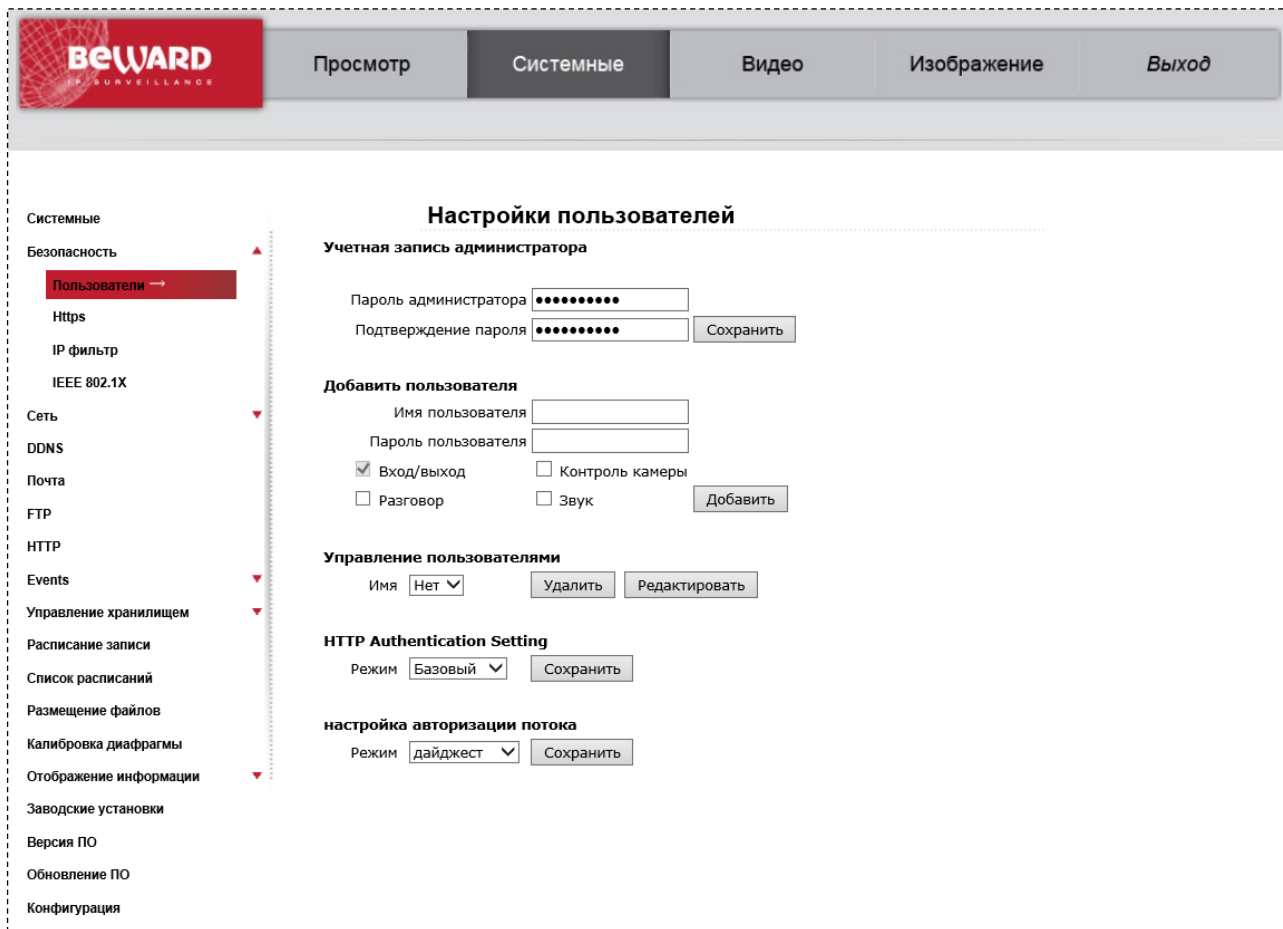 BEWARD
IP SURVEILLANCE
Просмотр
Системные
Видео
Изображение
Выход
Системные
Безопасность
Пользователи →
Https
IP фильтр
IEEE 802.1X
Сеть
DDNS
Почта
FTP
HTTP
Events
Управление хранилищем
Расписание записи
Список расписаний
Размещение файлов
Калибровка диафрагмы
Отображение информации
Заводские установки
Версия ПО
Обновление ПО
Конфигурация
Настройки пользователей
Учетная запись администратора
Пароль администратора ••••••••••
Подтверждение пароля •••••••••• Сохранить
Добавить пользователя
Имя пользователя
Пароль пользователя
Вход/выход Контроль камеры
Разговор Звук Добавить
Управление пользователями
Имя Нет Удалить Редактировать
HTTP Authentication Setting
Режим Базовый Сохранить
настройка авторизации потока
Режим дайджест Сохранить